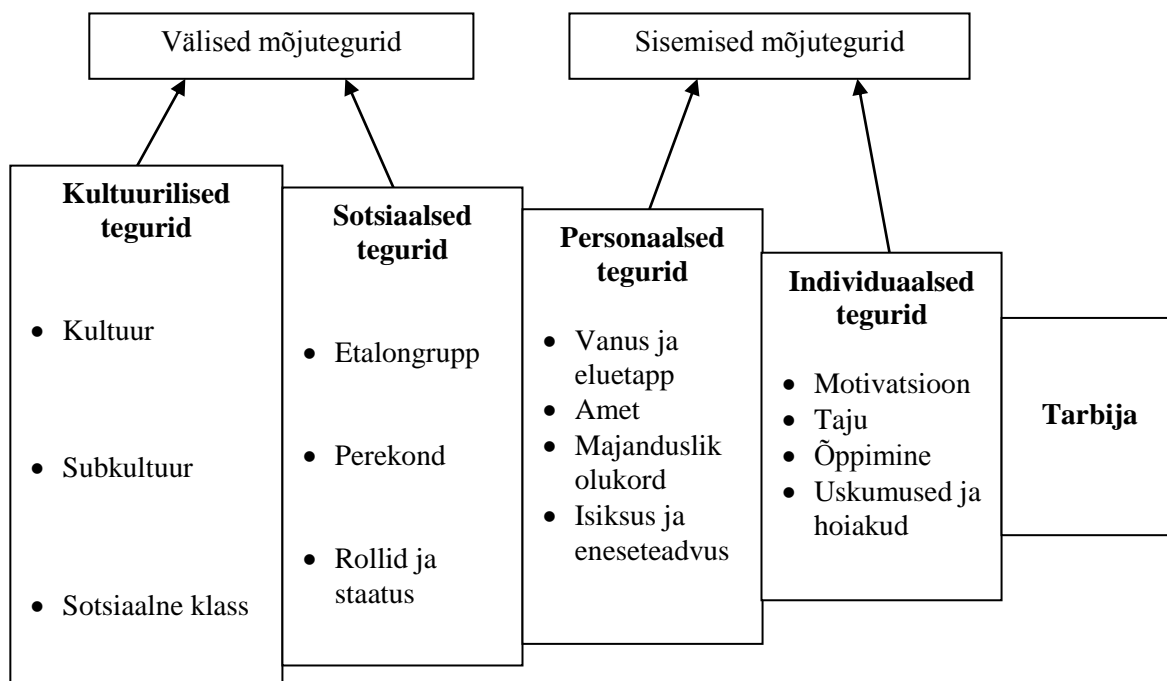 Välised mõjutegurid
Sisemised mõjutegurid
Kultuurilised
tegurid
• Kultuur
• Subkultuur
• Sotsiaalne klass
Sotsiaalsed
tegurid
• Etalongrupp
• Perekond
• Rollid ja
staatus
Personaalsed
tegurid
• Vanus ja
eluetapp
• Amet
• Majanduslik
olukord
• Isiksus ja
eneseteadvus
Individuaalsed
tegurid
• Motivatsioon
• Taju
• Õppimine
• Uskumused ja
hoiakud
Tarbija